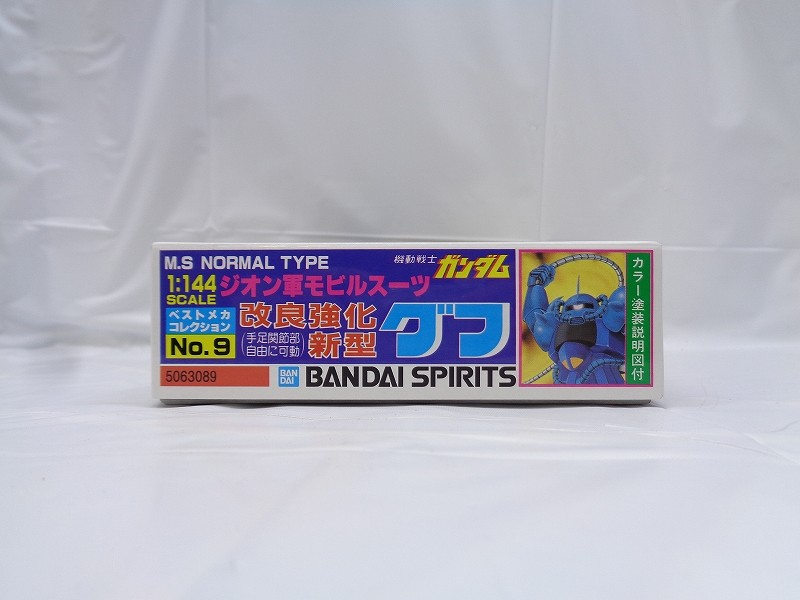 M.S NORMAL TYPE
機動戦士 ガンダム
1:144 SCALE
ジオン軍モビルスーツ
ベストメカ
コレクション
No.9
改良強化
新型
(手足関節部
自由に可動)
グフ
5063089
BAN
DAI
BANDAI SPIRITS
カラー塗装説明図付